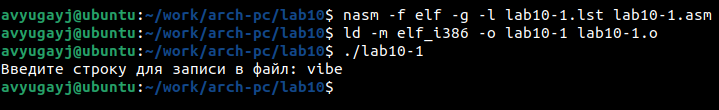 avyugayj@ubuntu:~/work/arch-pc/lab10$ nasm -f elf -g -l lab10-1.lst lab10-1.asm
avyugayj@ubuntu:~/work/arch-pc/lab10$ ld -m elf_i386 -o lab10-1 lab10-1.o
avyugayj@ubuntu:~/work/arch-pc/lab10$ ./lab10-1
Введите строку для записи в файл: vibe
avyugayj@ubuntu:~/work/arch-pc/lab10$